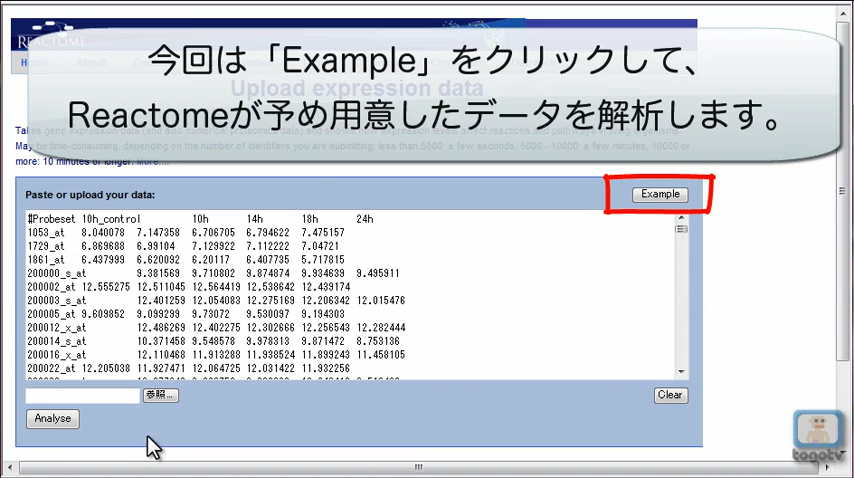 REACTOME
今回は「Example」をクリックして、
Reactomeが予め用意したデータを解析します。
Upload expression data
more: 10 minutes or longer. More....
Paste or upload your data:
Example
#Probeset 10h_control 10h 14h 18h 24h
1053_at 8.040078 7.147358 6.706705 6.794622 7.475157
1729_at 6.869688 6.99104 7.129922 7.112222 7.04721
1861_at 6.437999 6.620092 6.20117 6.407735 5.717815
200000_s_at 9.381569 9.710802 9.874874 9.934639 9.495911
200002_at 12.555275 12.511045 12.564419 12.538642 12.439174
200003_s_at 12.401259 12.054083 12.275169 12.206342 12.015476
200005_at 9.609852 9.099299 9.73072 9.530097 9.194303
200012_x_at 12.486269 12.402275 12.302666 12.256543 12.282444
200014_s_at 10.371458 9.548578 9.978313 9.871472 8.753136
200016_x_at 12.110468 11.913288 11.938524 11.899243 11.458105
200022_at 12.205038 11.927471 12.064725 12.031422 11.932256
参照...
Clear
Analyse
togotv